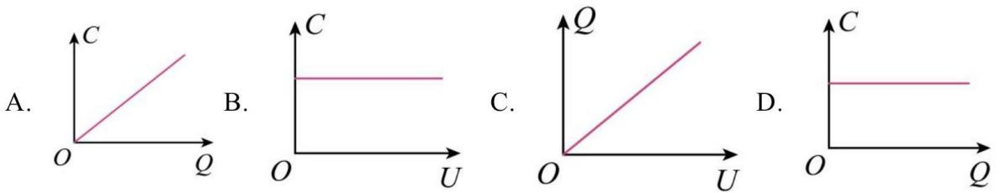 A. C O Q
B. C O U
C. Q O U
D. C O Q